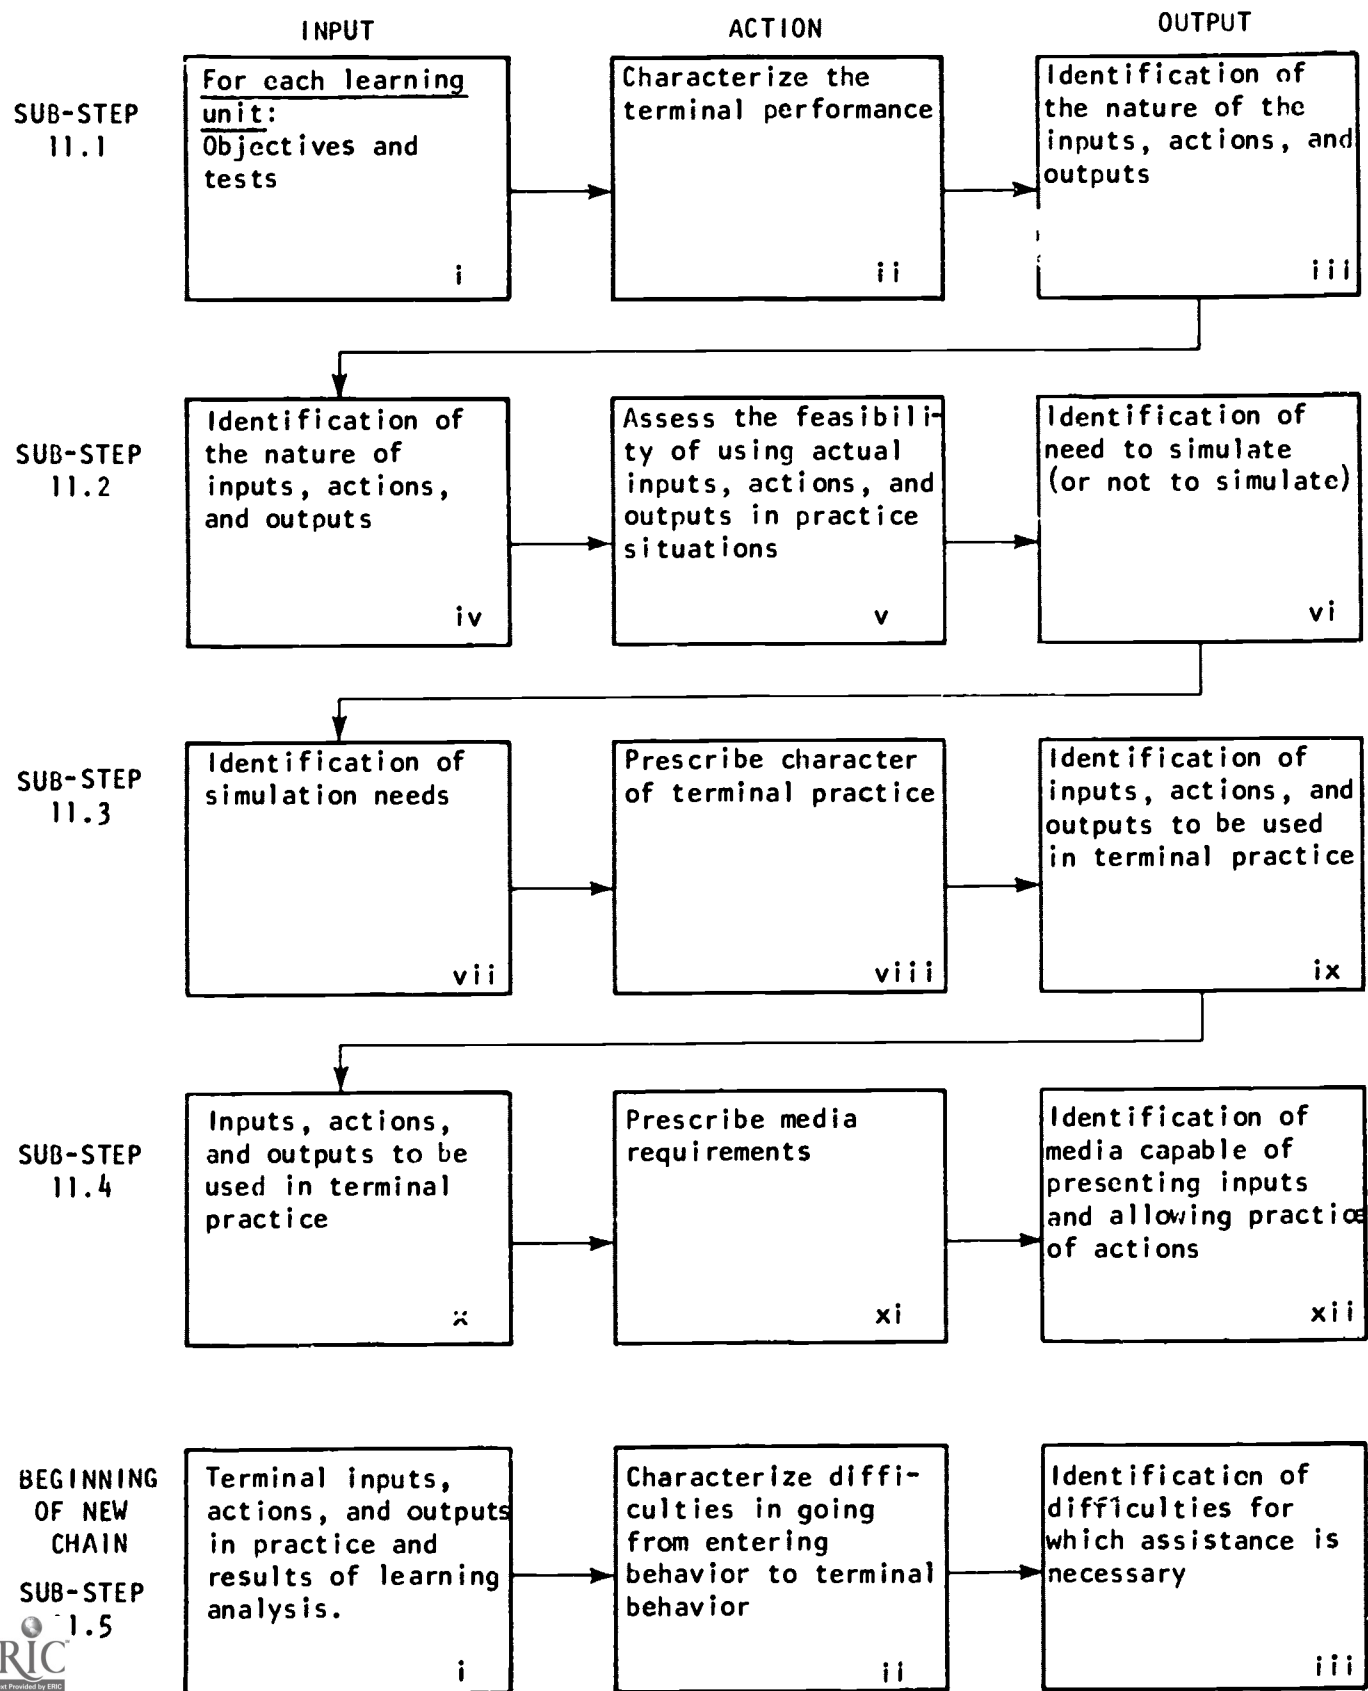 INPUT
ACTION
OUTPUT
SUB-STEP
11.1
For each learning
unit:
Objectives and
tests
i
Characterize the
terminal performance
ii
Identification of
the nature of the
inputs, actions, and
outputs
iii
SUB-STEP
11.2
Identification of
the nature of
inputs, actions,
and outputs
iv
Assess the feasibili-
ty of using actual
inputs, actions, and
outputs in practice
situations
v
Identification of
need to simulate
(or not to simulate)
vi
SUB-STEP
11.3
Identification of
simulation needs
vii
Prescribe character
of terminal practice
viii
Identification of
inputs, actions, and
outputs to be used
in terminal practice
ix
SUB-STEP
11.4
Inputs, actions,
and outputs to be
used in terminal
practice
x
Prescribe media
requirements
xi
Identification of
media capable of
presenting inputs
and allowing practice
of actions
xii
BEGINNING
OF NEW
CHAIN
SUB-STEP
1.5
Terminal inputs,
actions, and outputs
in practice and
results of learning
analysis.
i
Characterize diffi-
culties in going
from entering
behavior to terminal
behavior
ii
Identification of
difficulties for
which assistance is
necessary
iii
ERIC
Text Provided by ERIC